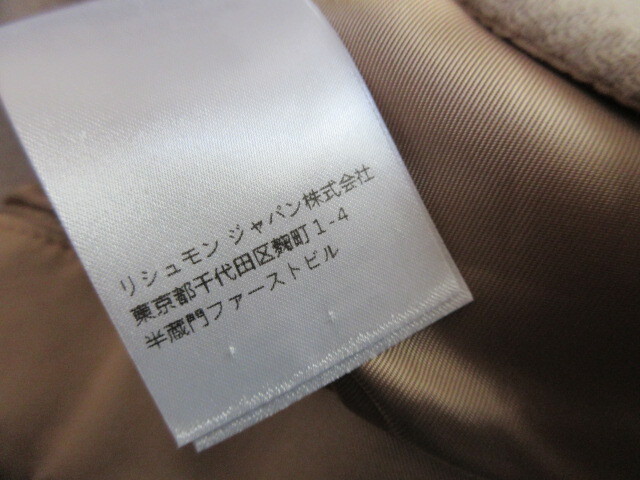 リシュモン ジャパン株式会社
東京都千代田区麹町1-4
半蔵門ファーストビル